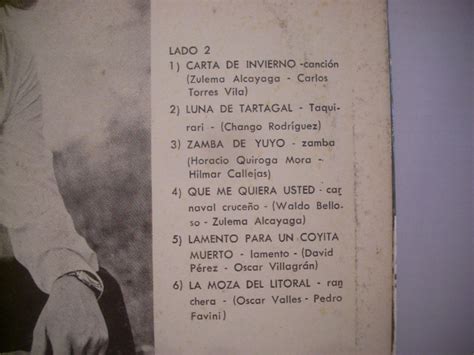 LADO 2
1) CARTA DE INVIERNO -canción
(Zulema Alcayaga - Carlos
Torres Vila)
2) LUNA DE TARTAGAL - Taqui
rari - (Chango Rodríguez)
3) ZAMBA DE YUYO - zamba
(Horacio Quiroga Mora -
Hilmar Callejas)
4) QUE ME QUIERA USTED - car
naval cruceño - (Waldo Bello-
so - Zulema Alcayaga)
5) LAMENTO PARA UN COYITA
MUERTO - lamento - (David
Pérez - Oscar Villagrán)
6) LA MOZA DEL LITORAL - ran
chera - (Oscar Valles - Pedro
Favini)